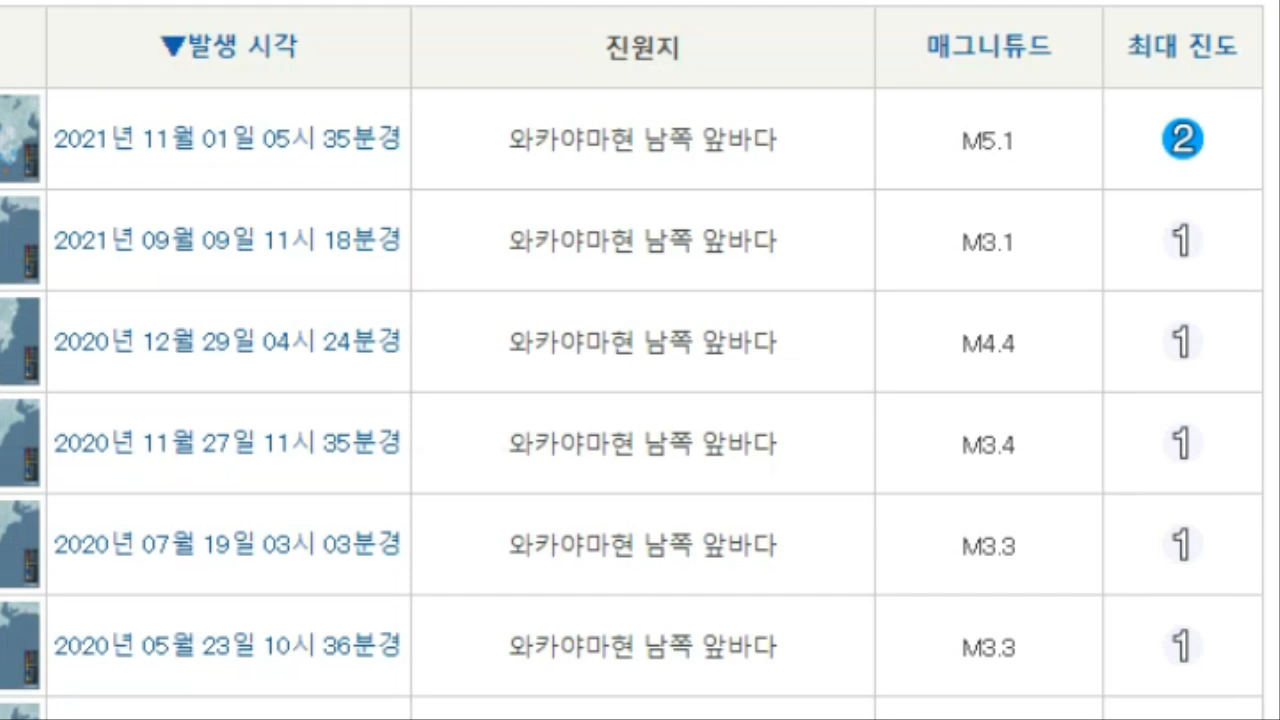 ▼발생 시각 진원지 매그니튜드 최대 진도
2021년 11월 01일 05시 35분경 와카야마현 남쪽 앞바다 M5.1 2
2021년 09월 09일 11시 18분경 와카야마현 남쪽 앞바다 M3.1 1
2020년 12월 29일 04시 24분경 와카야마현 남쪽 앞바다 M4.4 1
2020년 11월 27일 11시 35분경 와카야마현 남쪽 앞바다 M3.4 1
2020년 07월 19일 03시 03분경 와카야마현 남쪽 앞바다 M3.3 1
2020년 05월 23일 10시 36분경 와카야마현 남쪽 앞바다 M3.3 1